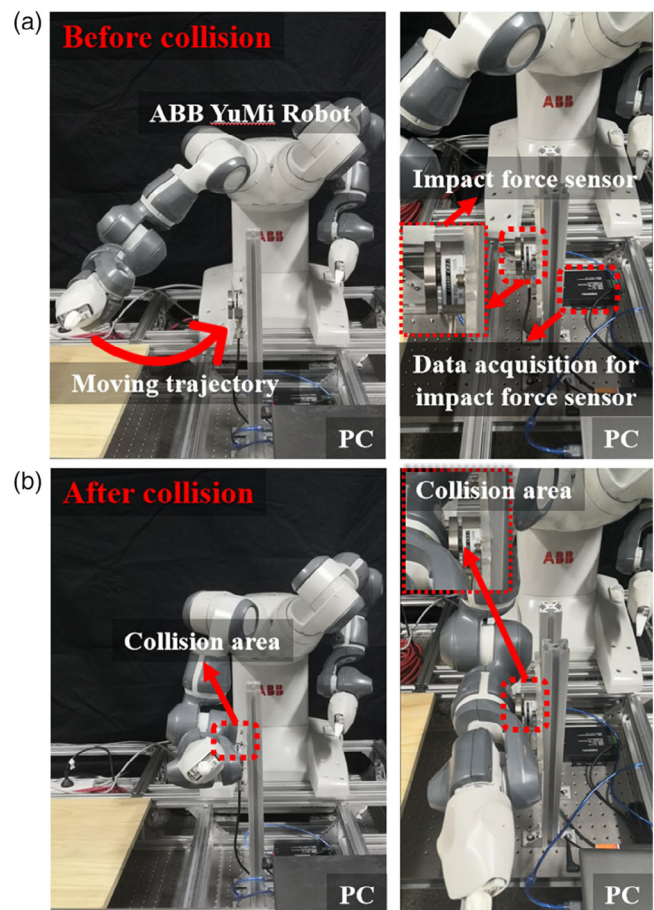 (a)
Before collision
ABB YuMi Robot
ABB
Moving trajectory
PC
ABB
Impact force sensor
Data acquisition for
impact force sensor
PC
(b)
After collision
Collision area
ABB
PC
Collision area
ABB
PC